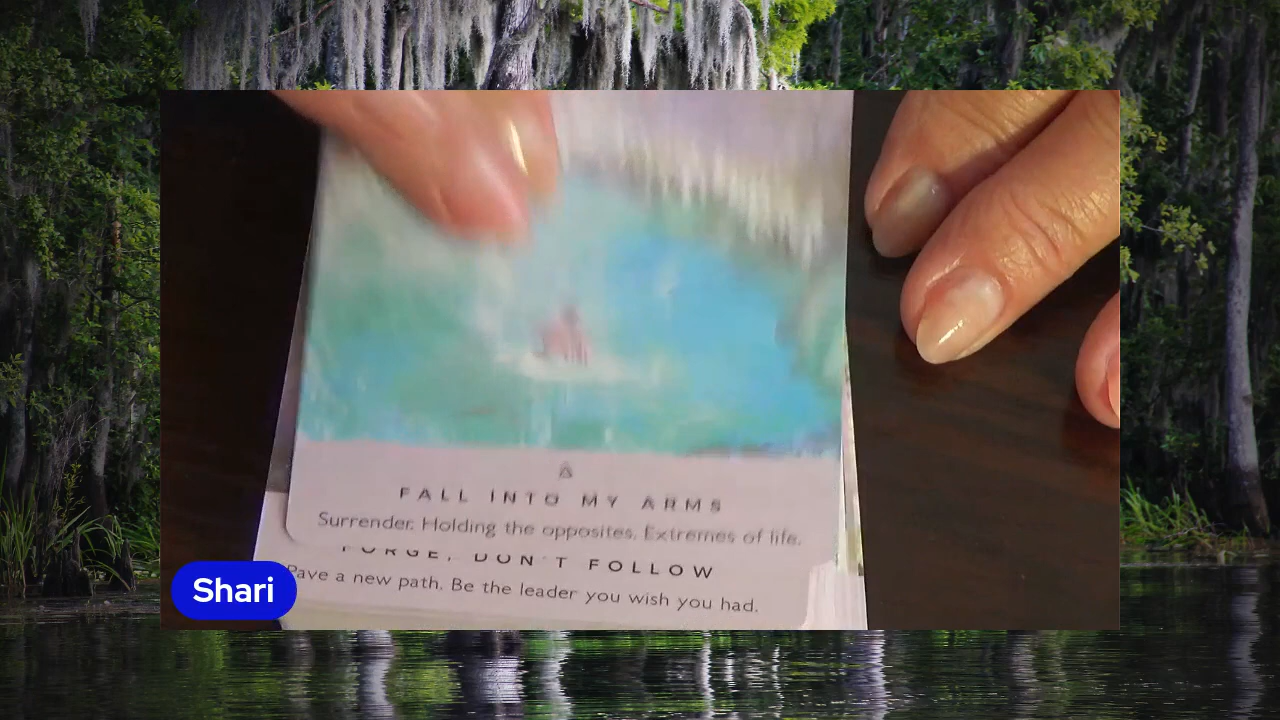 FALL INTO MY ARMS
Surrender. Holding the opposites. Extremes of life.
FORGE, DON'T FOLLOW
Pave a new path. Be the leader you wish you had.
Shari